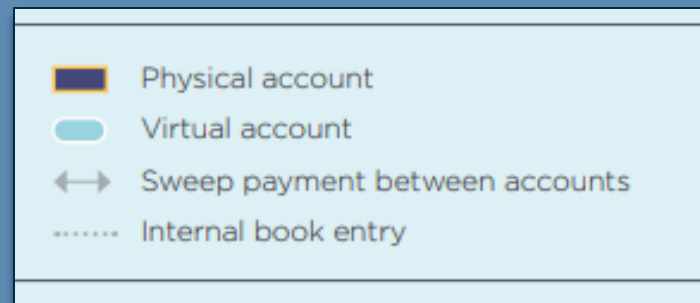 Physical account
Virtual account
Sweep payment between accounts
Internal book entry